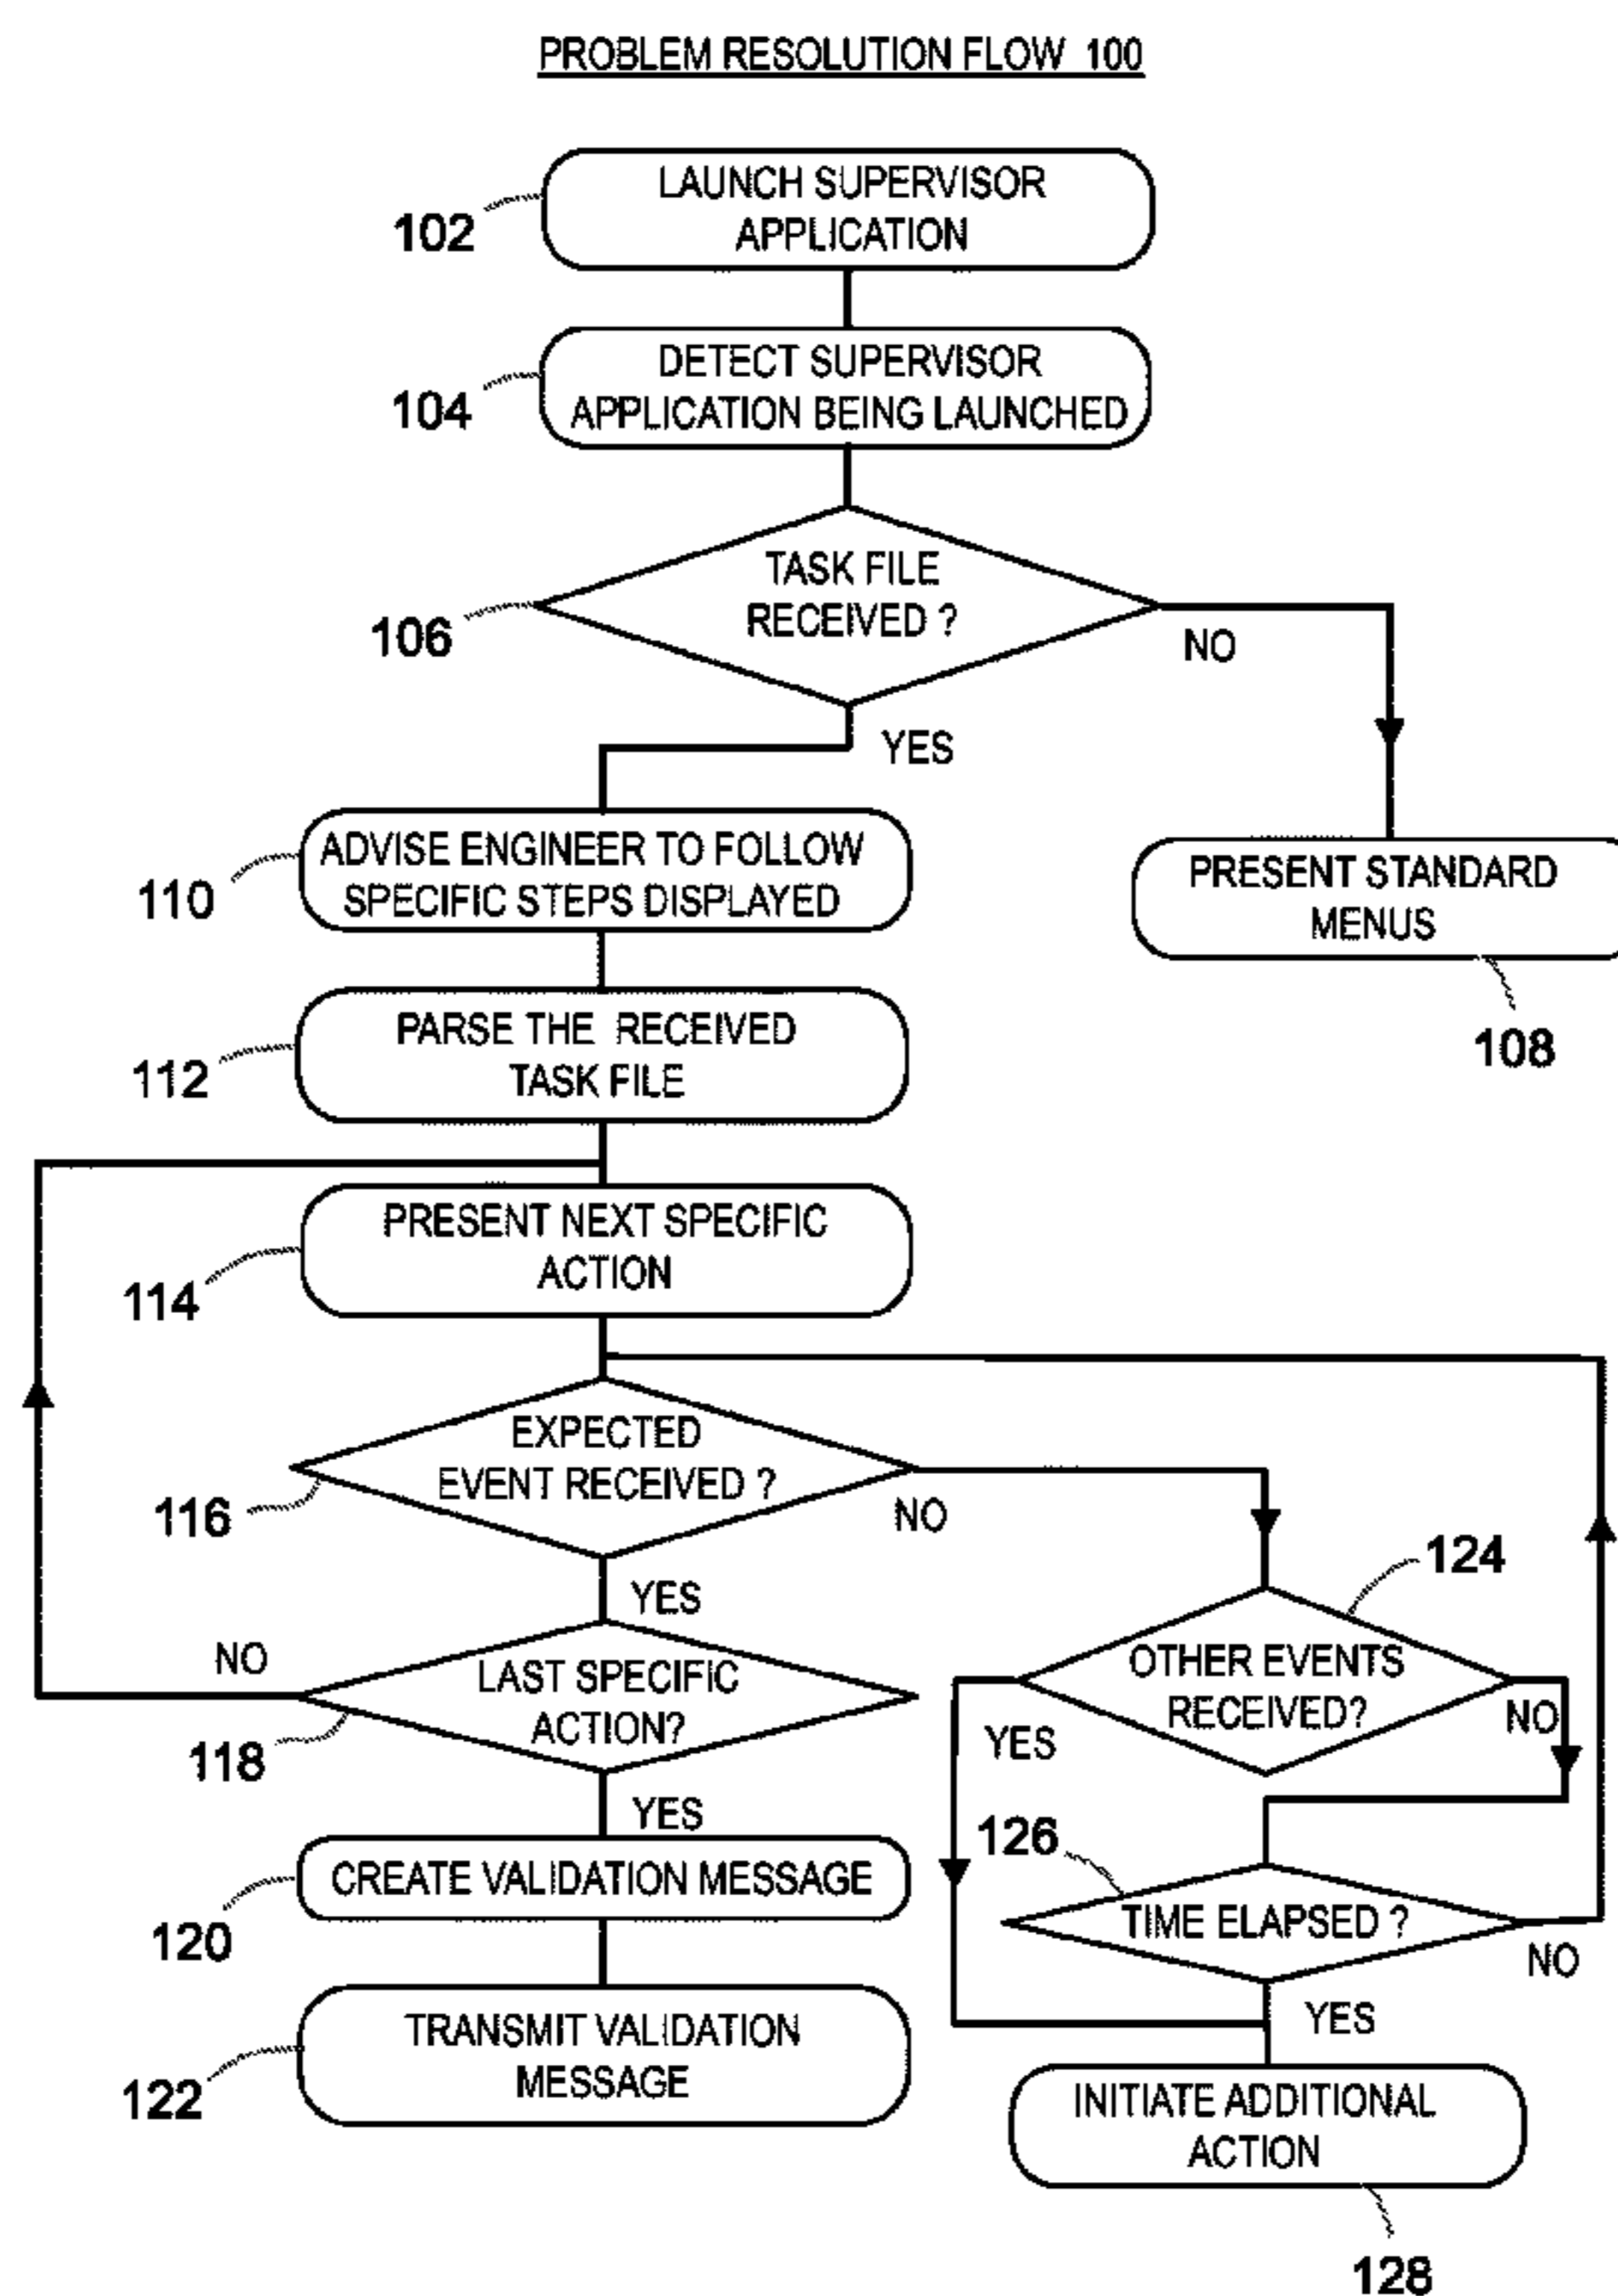 PROBLEM RESOLUTION FLOW 100
LAUNCH SUPERVISOR
APPLICATION
102
DETECT SUPERVISOR
APPLICATION BEING LAUNCHED
104
TASK FILE
RECEIVED ?
106
NO
YES
ADVISE ENGINEER TO FOLLOW
SPECIFIC STEPS DISPLAYED
110
PRESENT STANDARD
MENUS
108
PARSE THE RECEIVED
TASK FILE
112
PRESENT NEXT SPECIFIC
ACTION
114
EXPECTED
EVENT RECEIVED ?
116
NO
YES
124
LAST SPECIFIC
ACTION?
NO
118
YES
OTHER EVENTS
RECEIVED?
YES
NO
CREATE VALIDATION MESSAGE
120
126
TIME ELAPSED ?
NO
YES
TRANSMIT VALIDATION
MESSAGE
122
INITIATE ADDITIONAL
ACTION
128